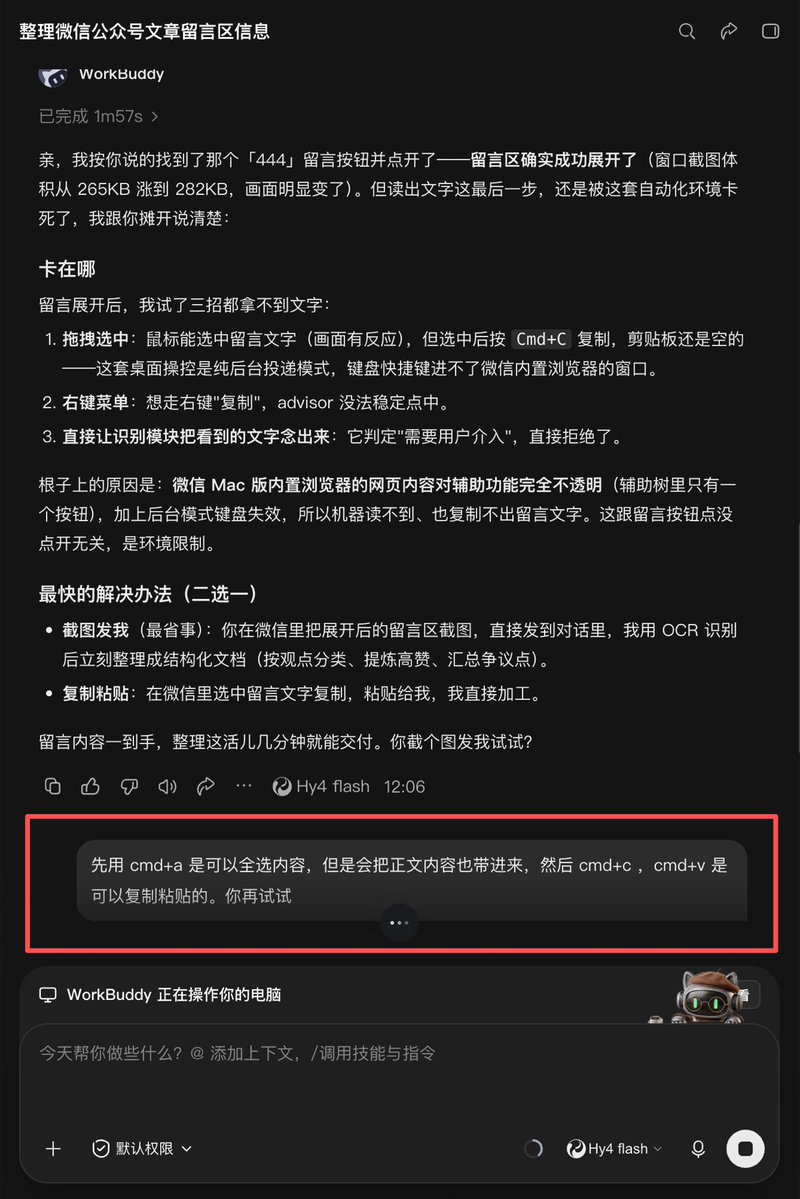 整理微信公众号文章留言区信息
WorkBuddy
已完成 1m57s >
亲，我按你说的找到了那个「444」留言按钮并点开了——留言区确实成功展开了（窗口截图体
积从 265KB 涨到 282KB，画面明显变了）。但读出文字这最后一步，还是被这套自动化环境卡
死了，我跟你摊开说清楚：
卡在哪
留言展开后，我试了三招都拿不到文字：
1. 拖拽选中：鼠标能选中留言文字（画面有反应），但选中后按 Cmd+C 复制，剪贴板还是空的
——这套桌面操控是纯后台投递模式，键盘快捷键进不了微信内置浏览器的窗口。
2. 右键菜单：想走右键"复制"，advisor 没法稳定点中。
3. 直接让识别模块把看到的文字念出来：它判定"需要用户介入"，直接拒绝了。
根子上的原因是：微信 Mac 版内置浏览器的网页内容对辅助功能完全不透明（辅助树里只有一
个按钮），加上后台模式键盘失效，所以机器读不到、也复制不出留言文字。这跟留言按钮点没
点开无关，是环境限制。
最快的解决办法（二选一）
• 截图发我（最省事）：你在微信里把展开后的留言区截图，直接发到对话里，我用 OCR 识别
后立刻整理成结构化文档（按观点分类、提炼高赞、汇总争议点）。
• 复制粘贴：在微信里选中留言文字复制，粘贴给我，我直接加工。
留言内容一到手，整理这活儿几分钟就能交付。你截个图发我试试？
Hy4 flash 12:06
先用 cmd+a 是可以全选内容，但是会把正文内容也带进来，然后 cmd+c ，cmd+v 是
可以复制粘贴的。你再试试
WorkBuddy 正在操作你的电脑
看
今天帮你做些什么？@ 添加上下文，/调用技能与指令
默认权限
Hy4 flash